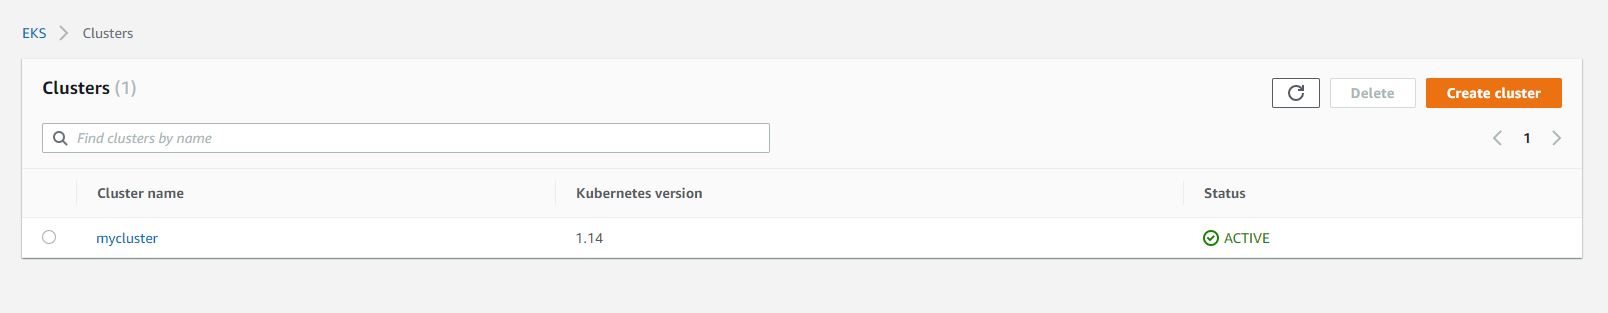 EKS Clusters
Clusters (1)
Delete
Create cluster
Find clusters by name
1
Cluster name Kubernetes version Status
mycluster 1.14 ACTIVE